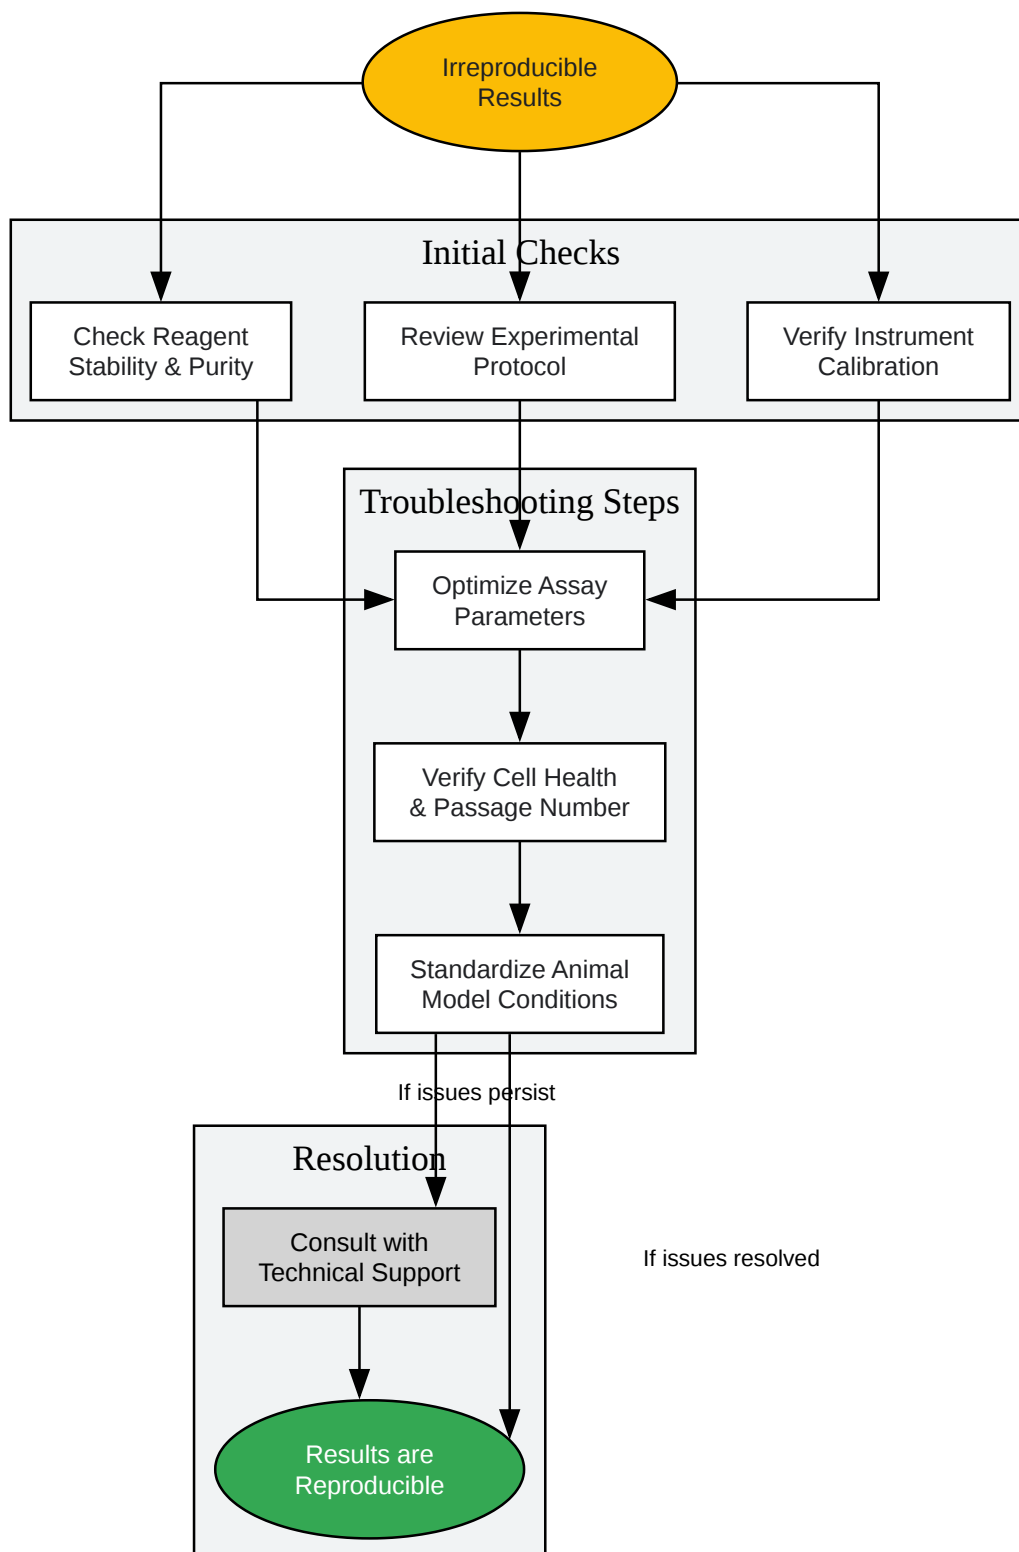 Irreproducible
Results
Initial Checks
Check Reagent
Stability & Purity
Review Experimental
Protocol
Verify Instrument
Calibration
Troubleshooting Steps
Optimize Assay
Parameters
Verify Cell Health
& Passage Number
Standardize Animal
Model Conditions
If issues persist
Resolution
Consult with
Technical Support
If issues resolved
Results are
Reproducible